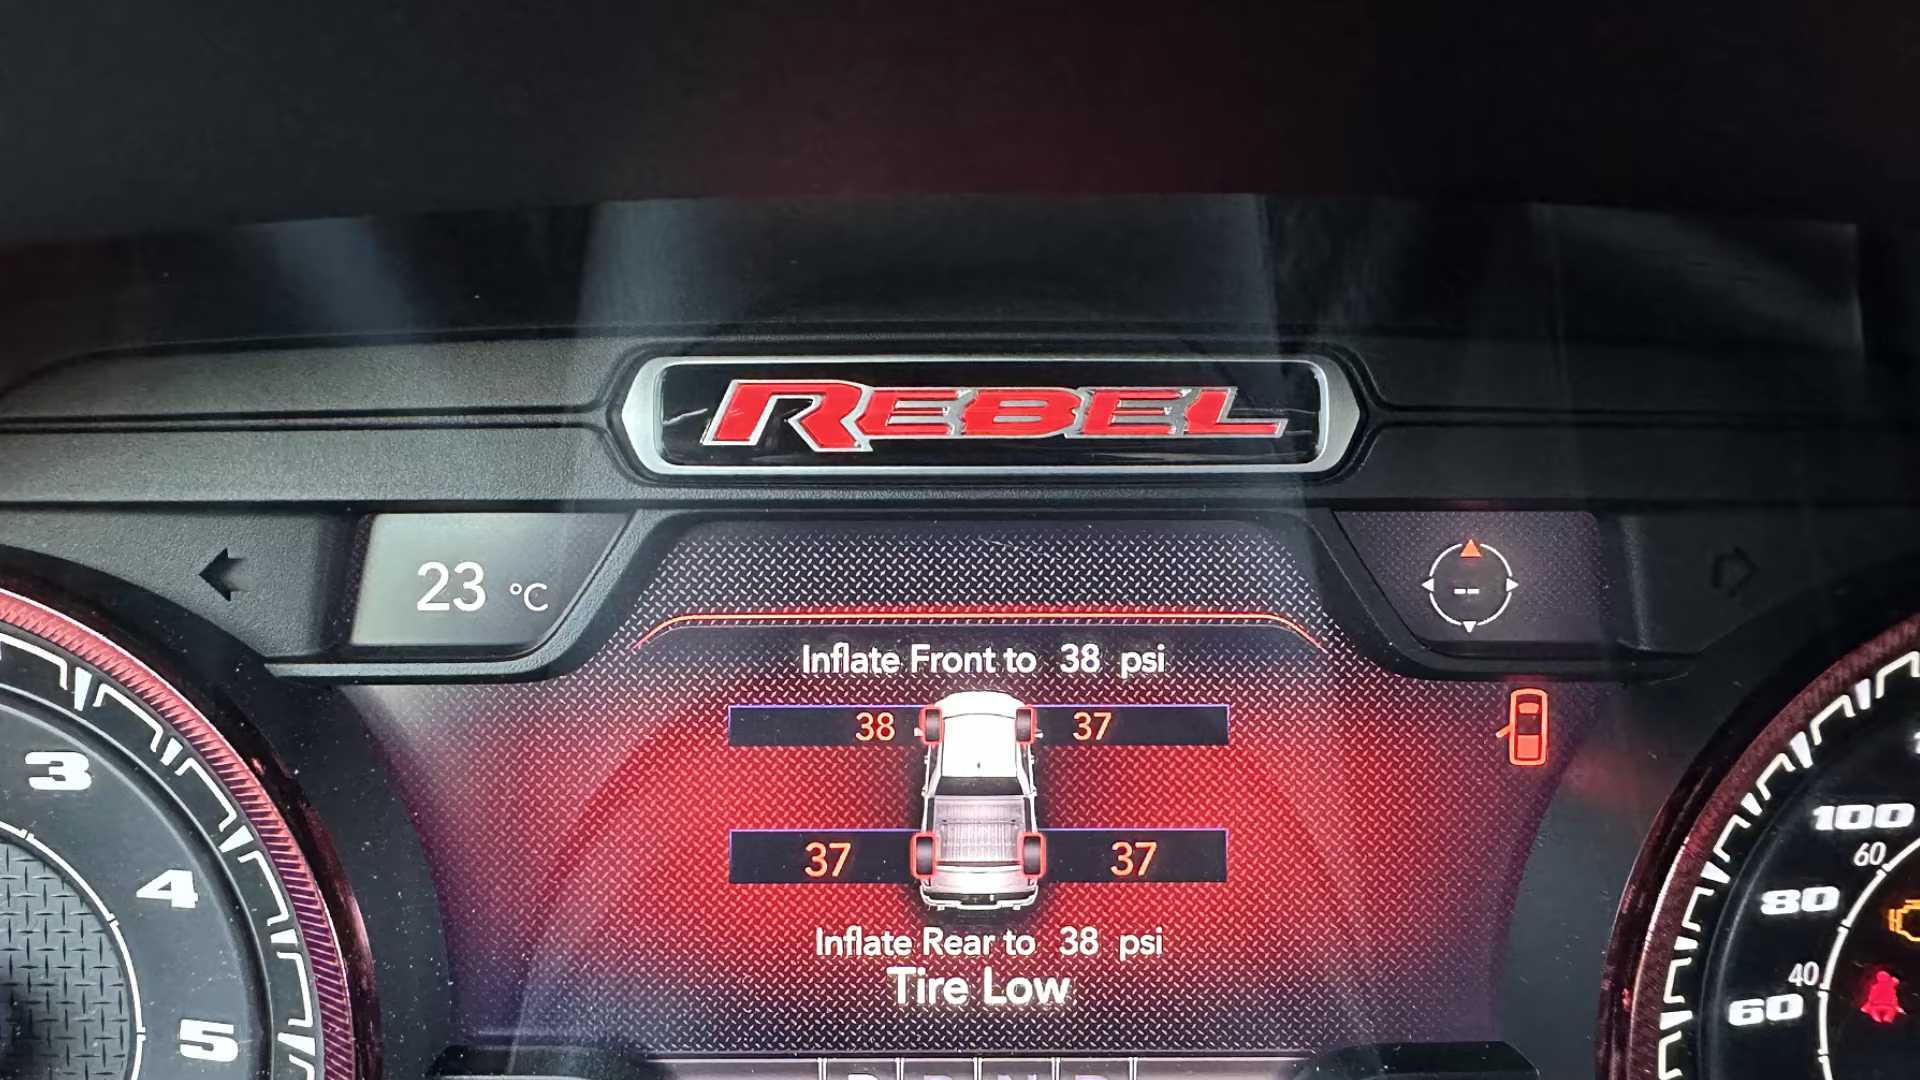 REBEL
23 °C
--
Inflate Front to 38 psi
38 37
37 37
Inflate Rear to 38 psi
Tire Low
3
4
5
100
80
60
60
40